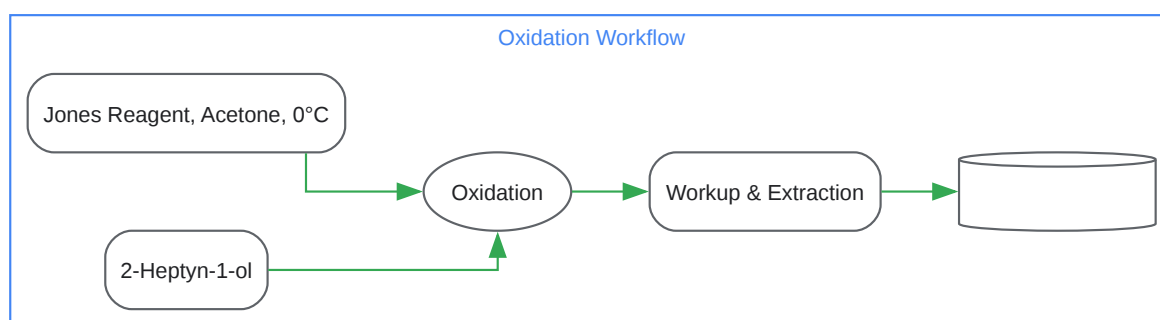 Oxidation Workflow
Jones Reagent, Acetone, 0°C
Oxidation
Workup & Extraction
2-Heptyn-1-ol